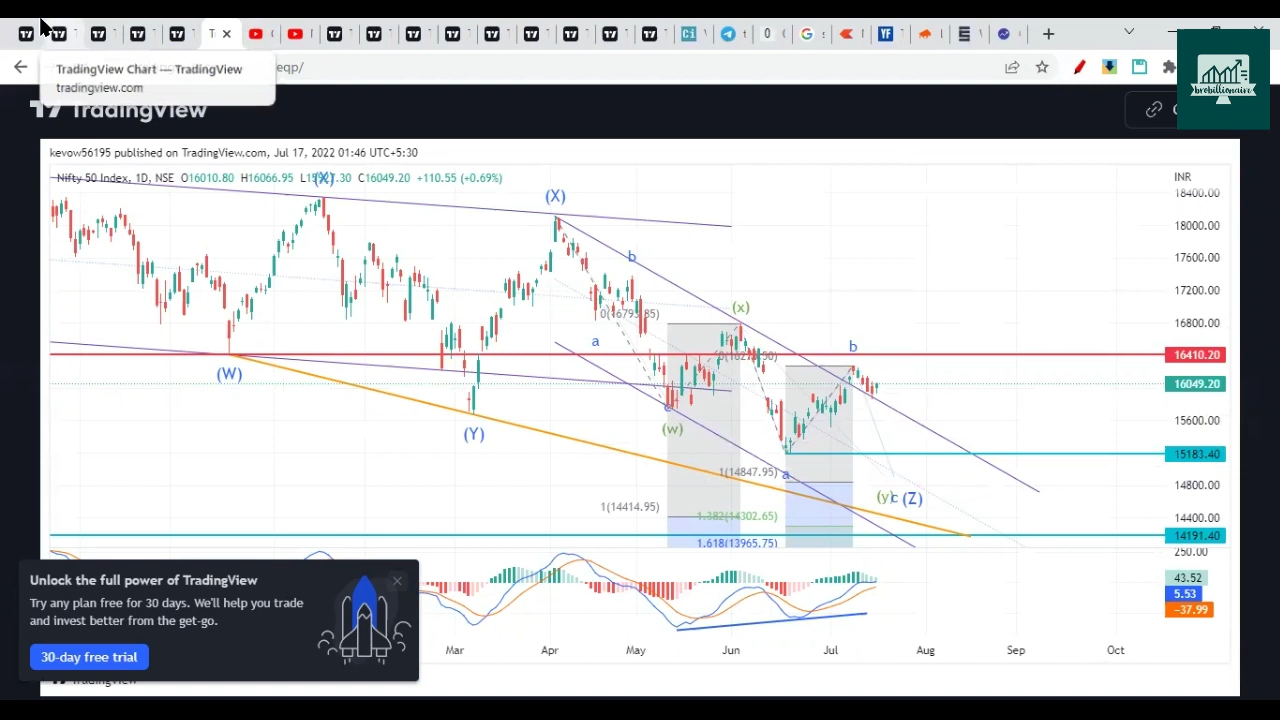 TradingView Chart — TradingView
eqp/
tradingview.com
brobillionaire
TradingView
kevow56195 published on TradingView.com, Jul 17, 2022 01:46 UTC+5:30
Nifty 50 Index, 1D, NSE O16010.80 H16066.95 C16049.20 +110.55 (+0.69%)
INR
18400.00
(X)
18000.00
b
17600.00
17200.00
(x)
0(16793.85)
16800.00
a
b
16410.20
(W)
16049.20
c
(w)
(Y)
15600.00
15183.40
1(14847.95)
a
14800.00
(y)
c
(Z)
1(14414.95)
1.382(14302.65)
14400.00
14191.40
1.618(13965.75)
250.00
Unlock the full power of TradingView
Try any plan free for 30 days. We'll help you trade
and invest better from the get-go.
30-day free trial
43.52
5.53
−37.99
Mar Apr May Jun Jul Aug Sep Oct
TradingView